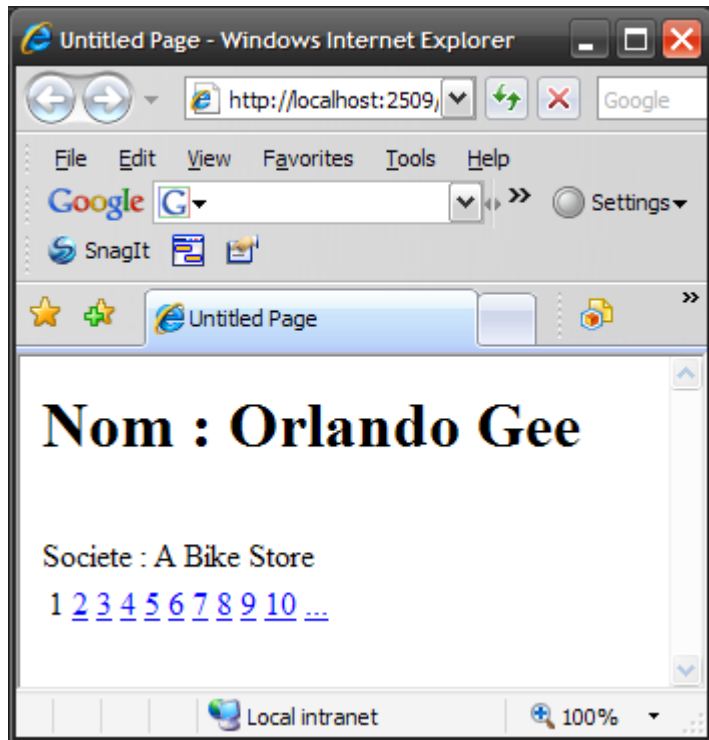 Untitled Page - Windows Internet Explorer
http://localhost:2509/ Google
File Edit View Favorites Tools Help
Google G Settings
SnagIt
Untitled Page
Nom : Orlando Gee
Societe : A Bike Store
1 2 3 4 5 6 7 8 9 10 ...
Local intranet 100%